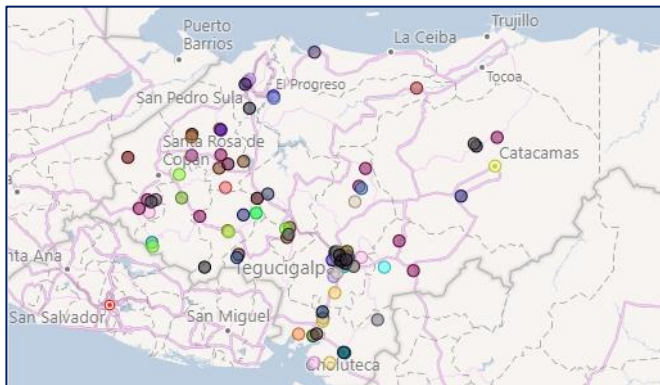 Trujillo
Puerto
Barrios
La Ceiba
Tocoa
El Progreso
San Pedro Sula
Santa Rosa de
Copán
Catacamas
Tegucigalpa
nta Ana
San Salvador
San Miguel
Choluteca